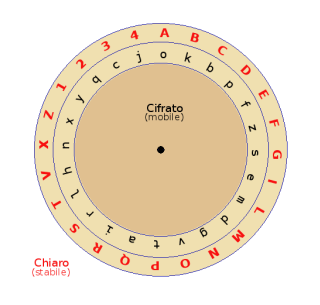 A B C D E F G I L M N O P Q R S T V X Z 1 2 3 4
o k b p f z s e m d g v t a i r l h n x y q c j
Cifrato
(mobile)
Chiaro
(stabile)